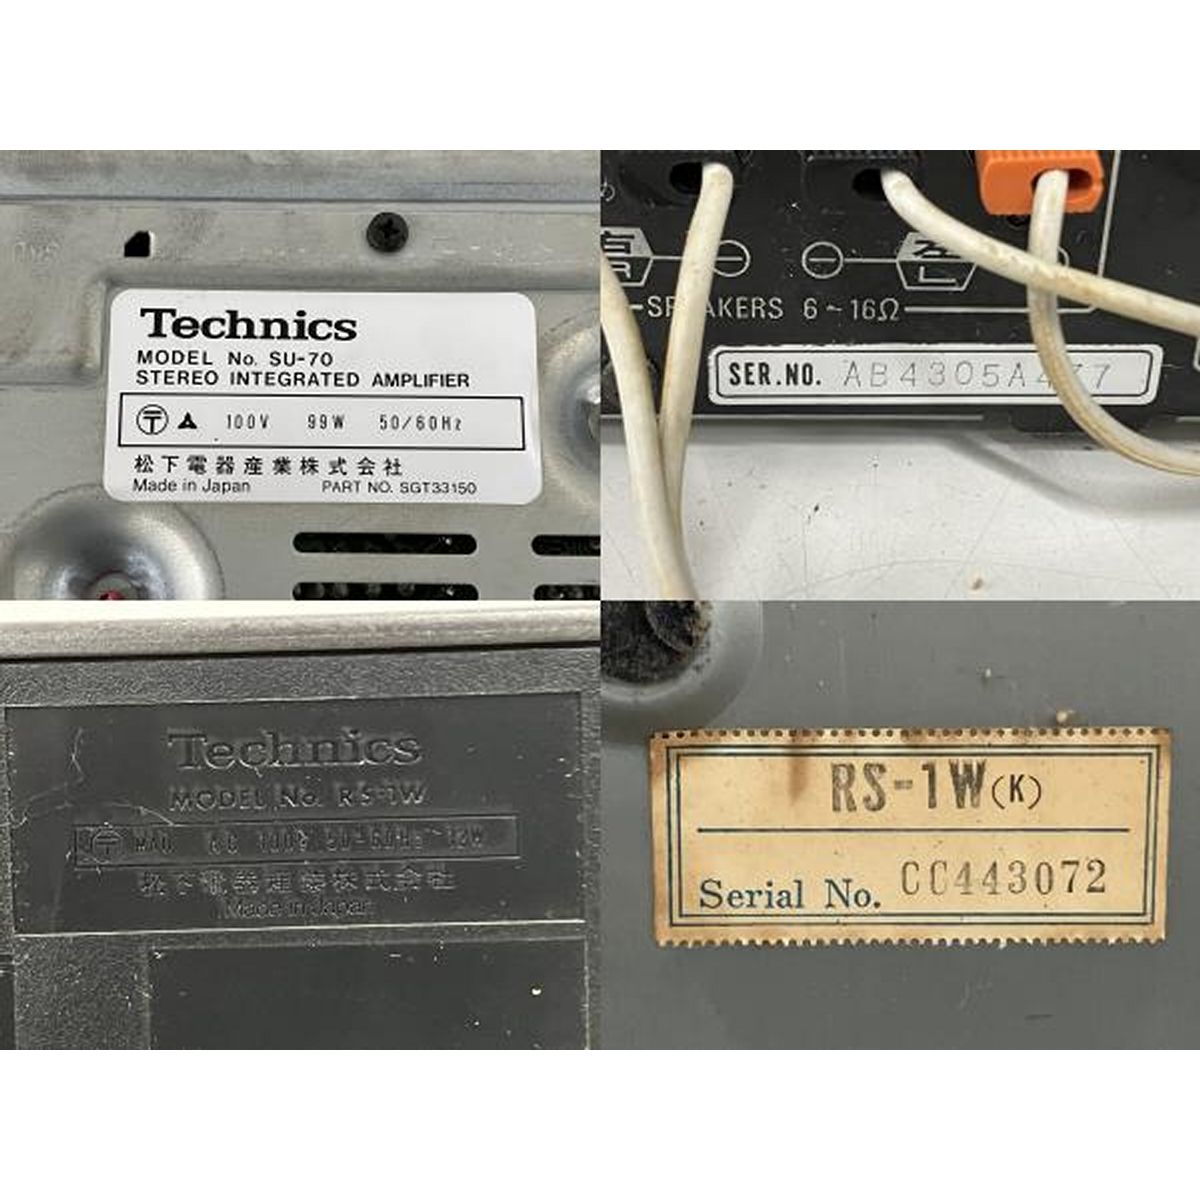 Technics
MODEL No. SU-70
STEREO INTEGRATED AMPLIFIER
100V 99W 50/60Hz
松下電器産業株式会社
Made in Japan PART NO. SGT33150
R L
SPEAKERS 6~16Ω
SER.NO. AB4305A477
Technics
MODEL No. RS-1W
松下電器産業株式会社
Made in Japan
RS-1W(K)
Serial No. CC443072